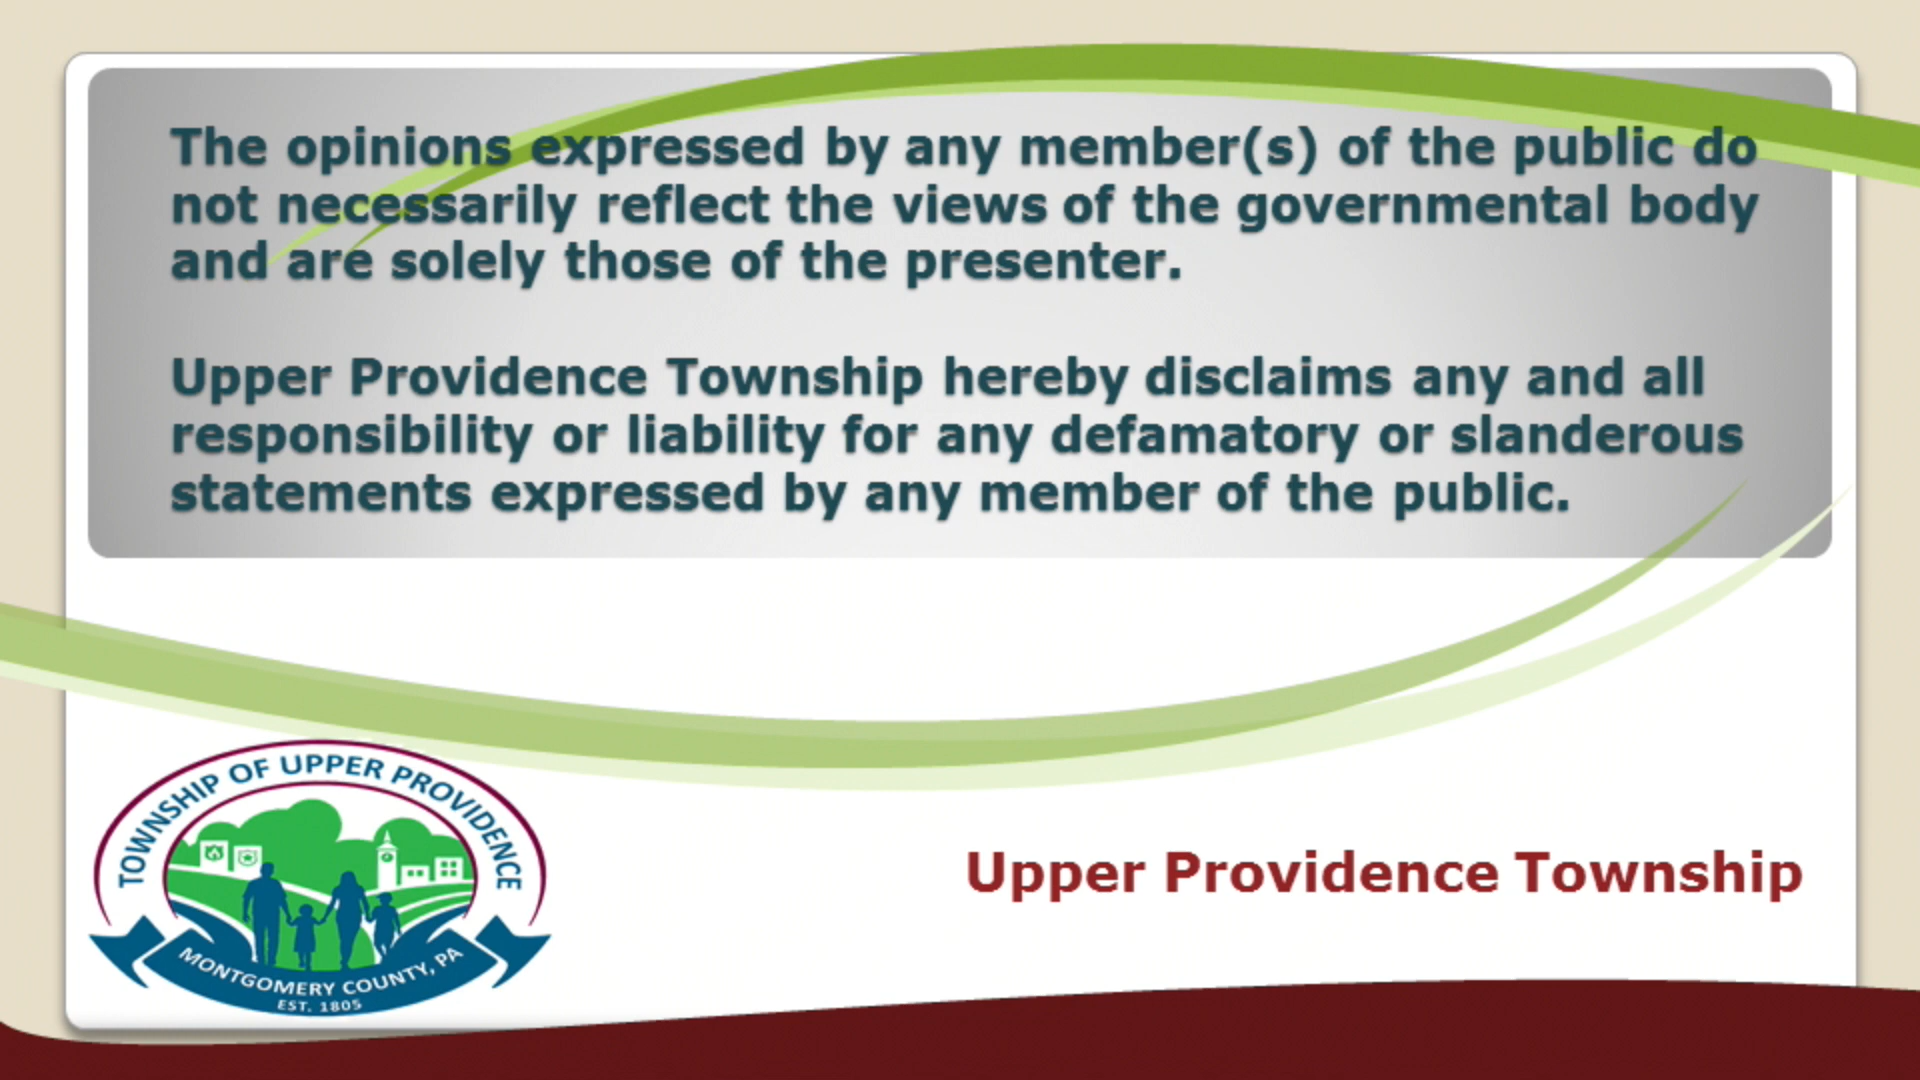 The opinions expressed by any member(s) of the public do
not necessarily reflect the views of the governmental body
and are solely those of the presenter.
Upper Providence Township hereby disclaims any and all
responsibility or liability for any defamatory or slanderous
statements expressed by any member of the public.
TOWNSHIP OF UPPER PROVIDENCE
MONTGOMERY COUNTY, PA
EST. 1805
Upper Providence Township